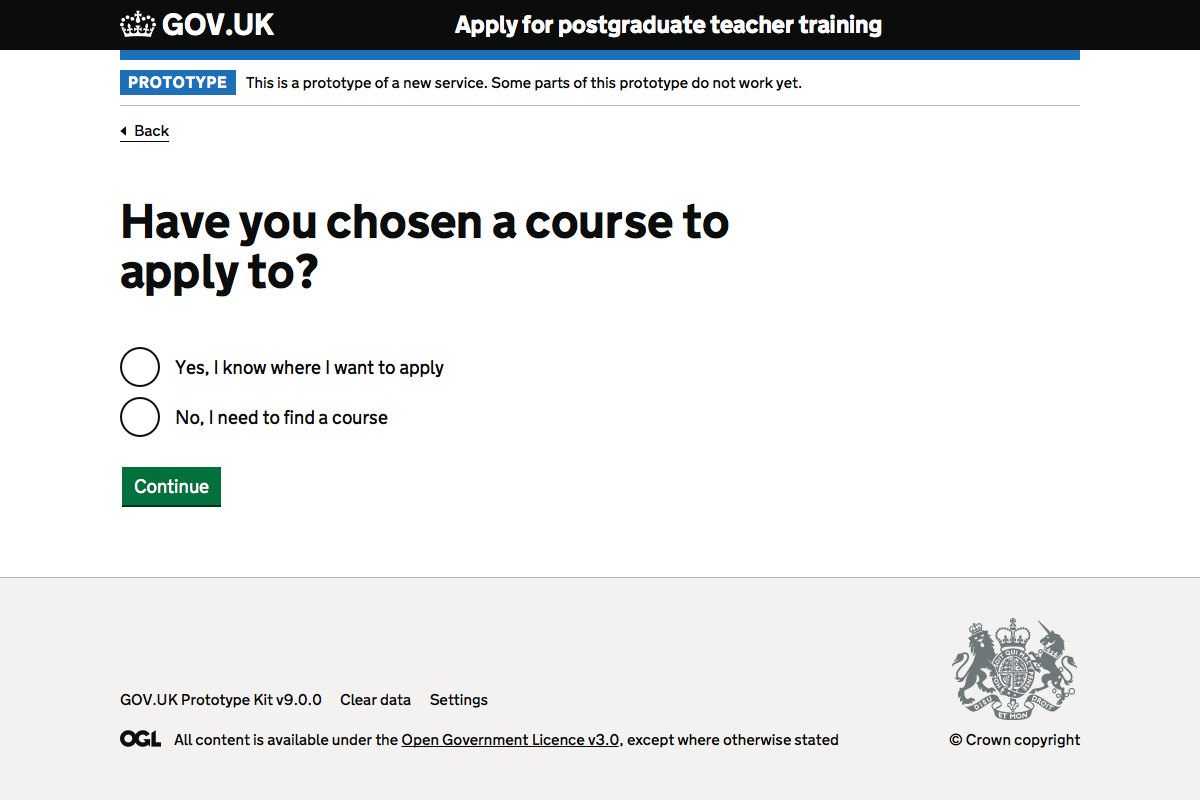 GOV.UK Apply for postgraduate teacher training
PROTOTYPE This is a prototype of a new service. Some parts of this prototype do not work yet.
Back
Have you chosen a course to
apply to?
Yes, I know where I want to apply
No, I need to find a course
Continue
GOV.UK Prototype Kit v9.0.0 Clear data Settings
OGL All content is available under the Open Government Licence v3.0, except where otherwise stated
DIEU ET MON DROIT
© Crown copyright